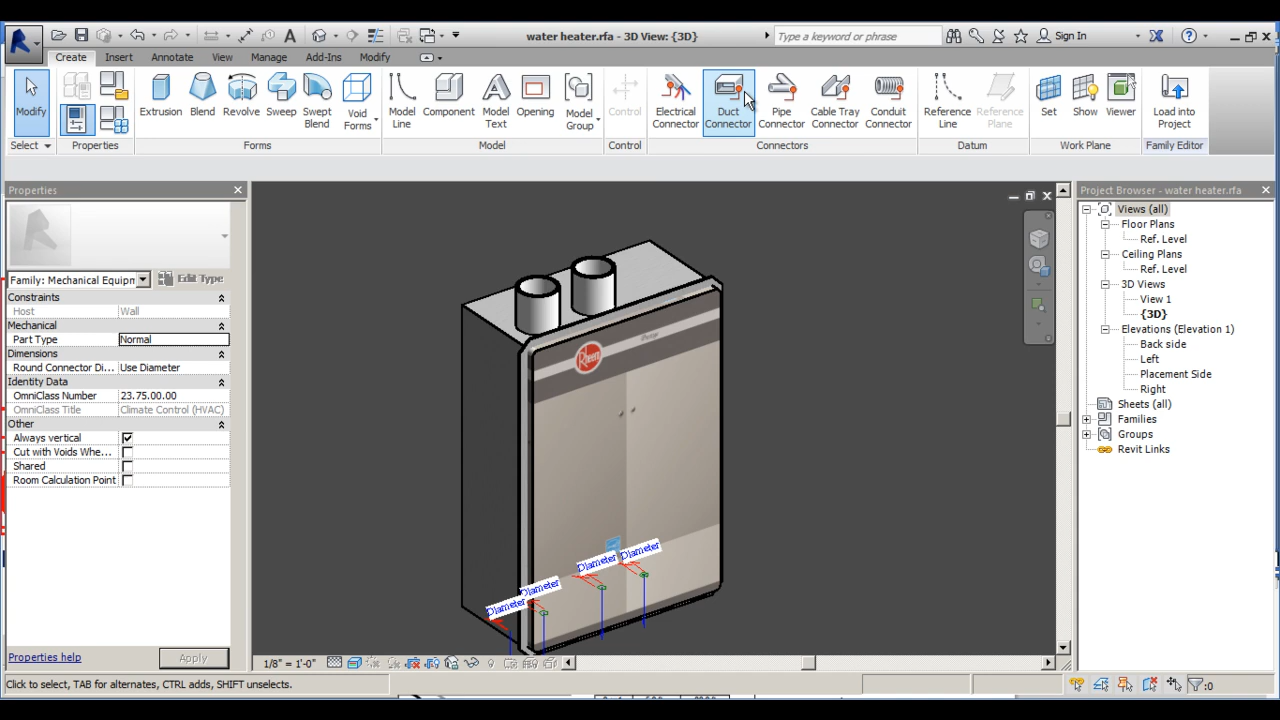 water heater.rfa - 3D View: {3D}
Type a keyword or phrase
Sign In
Create Insert Annotate View Manage Add-Ins Modify
Modify
Extrusion Blend Revolve Sweep Swept Blend Void Forms
Model Line Component Model Text Opening Model Group
Control
Electrical Connector Duct Connector Pipe Connector Cable Tray Connector Conduit Connector
Reference Line Reference Plane
Set Show Viewer
Load into Project
Select Properties Forms Model Control Connectors Datum Work Plane Family Editor
Properties
Family: Mechanical Equipm Edit Type
Constraints
Host Wall
Mechanical
Part Type Normal
Dimensions
Round Connector Di... Use Diameter
Identity Data
OmniClass Number 23.75.00.00
OmniClass Title Climate Control (HVAC)
Other
Always vertical
Cut with Voids Whe...
Shared
Room Calculation Point
Properties help
Apply
Rheem
Diameter
Diameter
Diameter
Diameter
Project Browser - water heater.rfa
Views (all)
Floor Plans
Ref. Level
Ceiling Plans
Ref. Level
3D Views
View 1
{3D}
Elevations (Elevation 1)
Back side
Left
Placement Side
Right
Sheets (all)
Families
Groups
Revit Links
1/8" = 1'-0"
Click to select, TAB for alternates, CTRL adds, SHIFT unselects.
:0